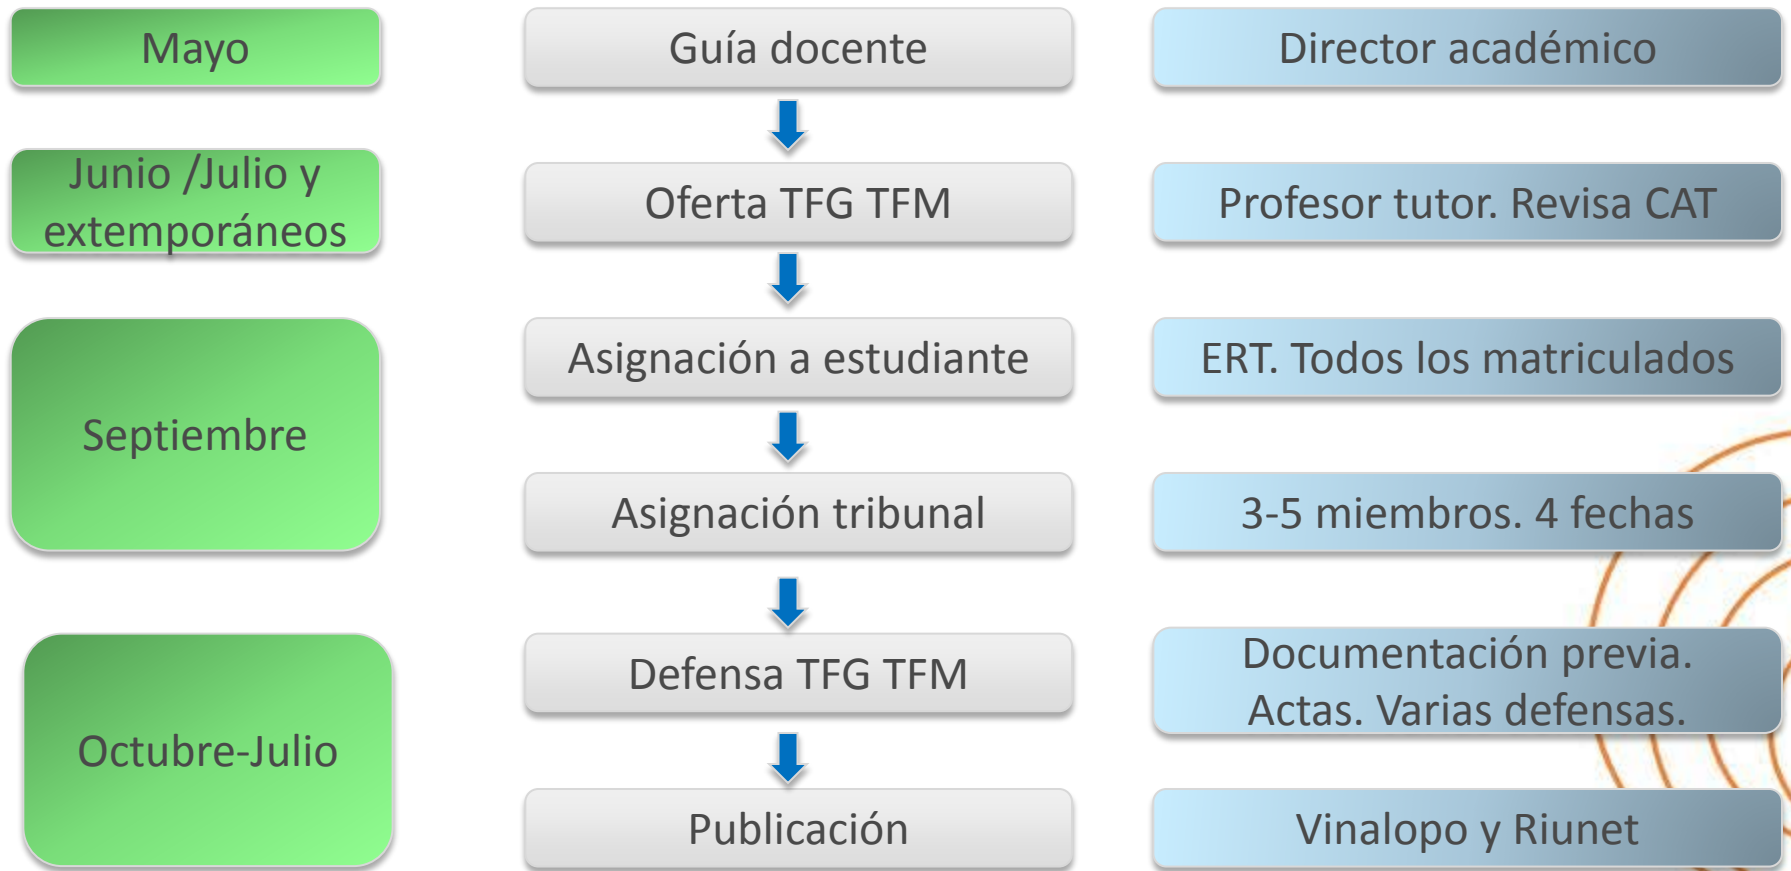 Mayo
Guía docente
Director académico
Junio /Julio y
extemporáneos
Oferta TFG TFM
Profesor tutor. Revisa CAT
Septiembre
Asignación a estudiante
ERT. Todos los matriculados
Asignación tribunal
3-5 miembros. 4 fechas
Octubre-Julio
Defensa TFG TFM
Documentación previa.
Actas. Varias defensas.
Publicación
Vinalopo y Riunet